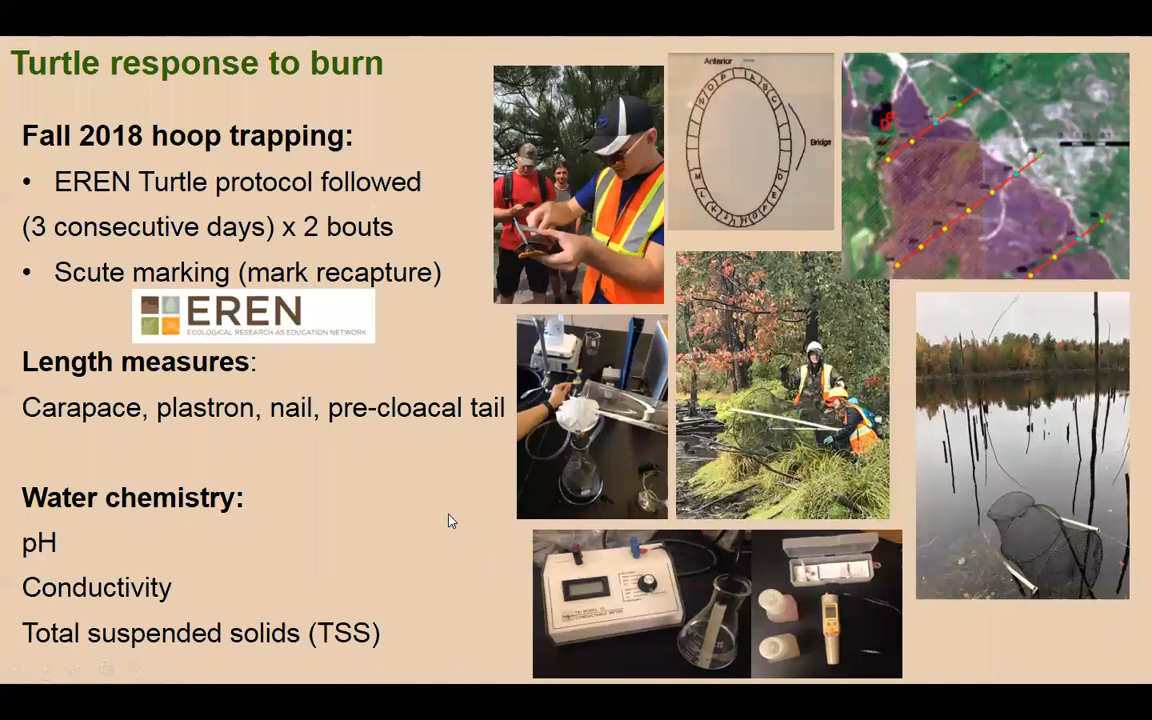 Turtle response to burn
Fall 2018 hoop trapping:
• EREN Turtle protocol followed
(3 consecutive days) x 2 bouts
• Scute marking (mark recapture)
EREN
ECOLOGICAL RESEARCH AS EDUCATION NETWORK
Length measures:
Carapace, plastron, nail, pre-cloacal tail
Water chemistry:
pH
Conductivity
Total suspended solids (TSS)
Anterior
Bridge